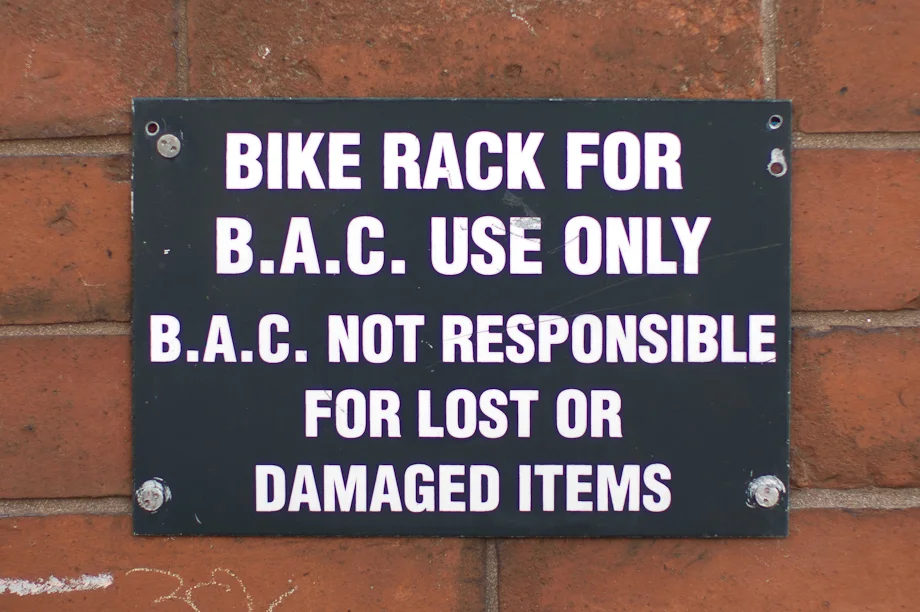 BIKE RACK FOR
B.A.C. USE ONLY
B.A.C. NOT RESPONSIBLE
FOR LOST OR
DAMAGED ITEMS